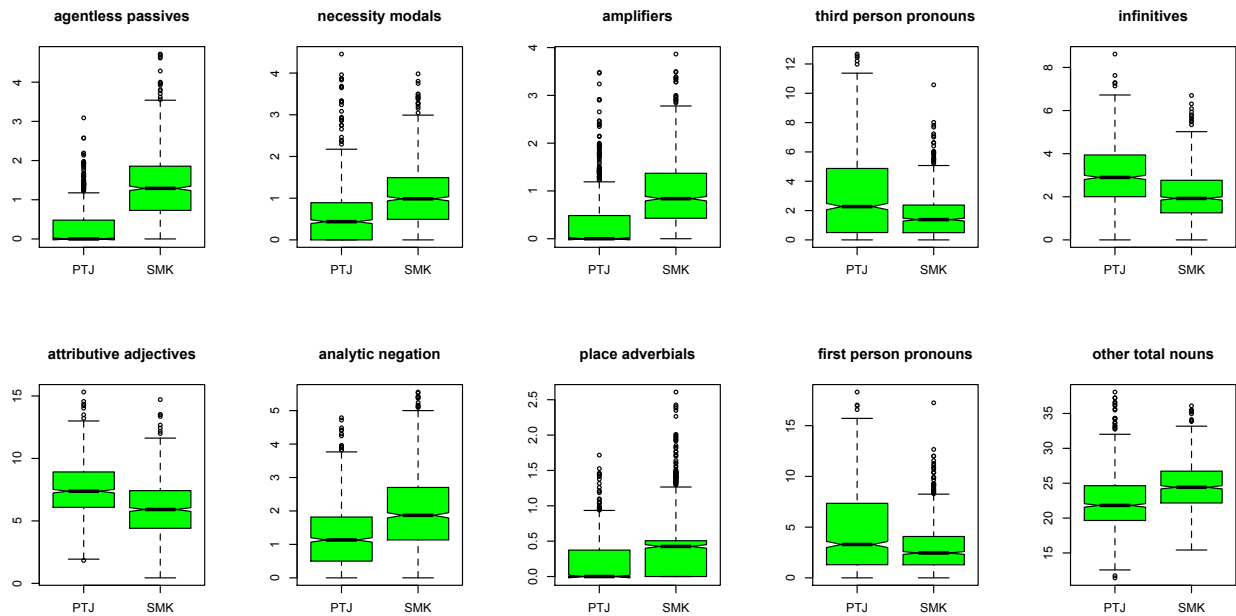 agentless passives
necessity modals
amplifiers
third person pronouns
infinitives
4
3
2
1
0
PTJ SMK
4
3
2
1
0
PTJ SMK
4
3
2
1
0
PTJ SMK
12
10
8
6
4
2
0
PTJ SMK
8
6
4
2
0
PTJ SMK
attributive adjectives
analytic negation
place adverbials
first person pronouns
other total nouns
15
10
5
0
PTJ SMK
5
4
3
2
1
0
PTJ SMK
2.5
2.0
1.5
1.0
0.5
0.0
PTJ SMK
15
10
5
0
PTJ SMK
35
30
25
20
15
PTJ SMK